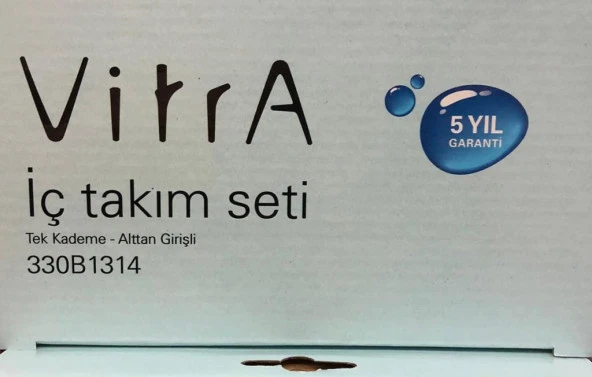 VitrA
5 YIL
GARANTİ
İç takım seti
Tek Kademe - Alttan Girişli
330B1314